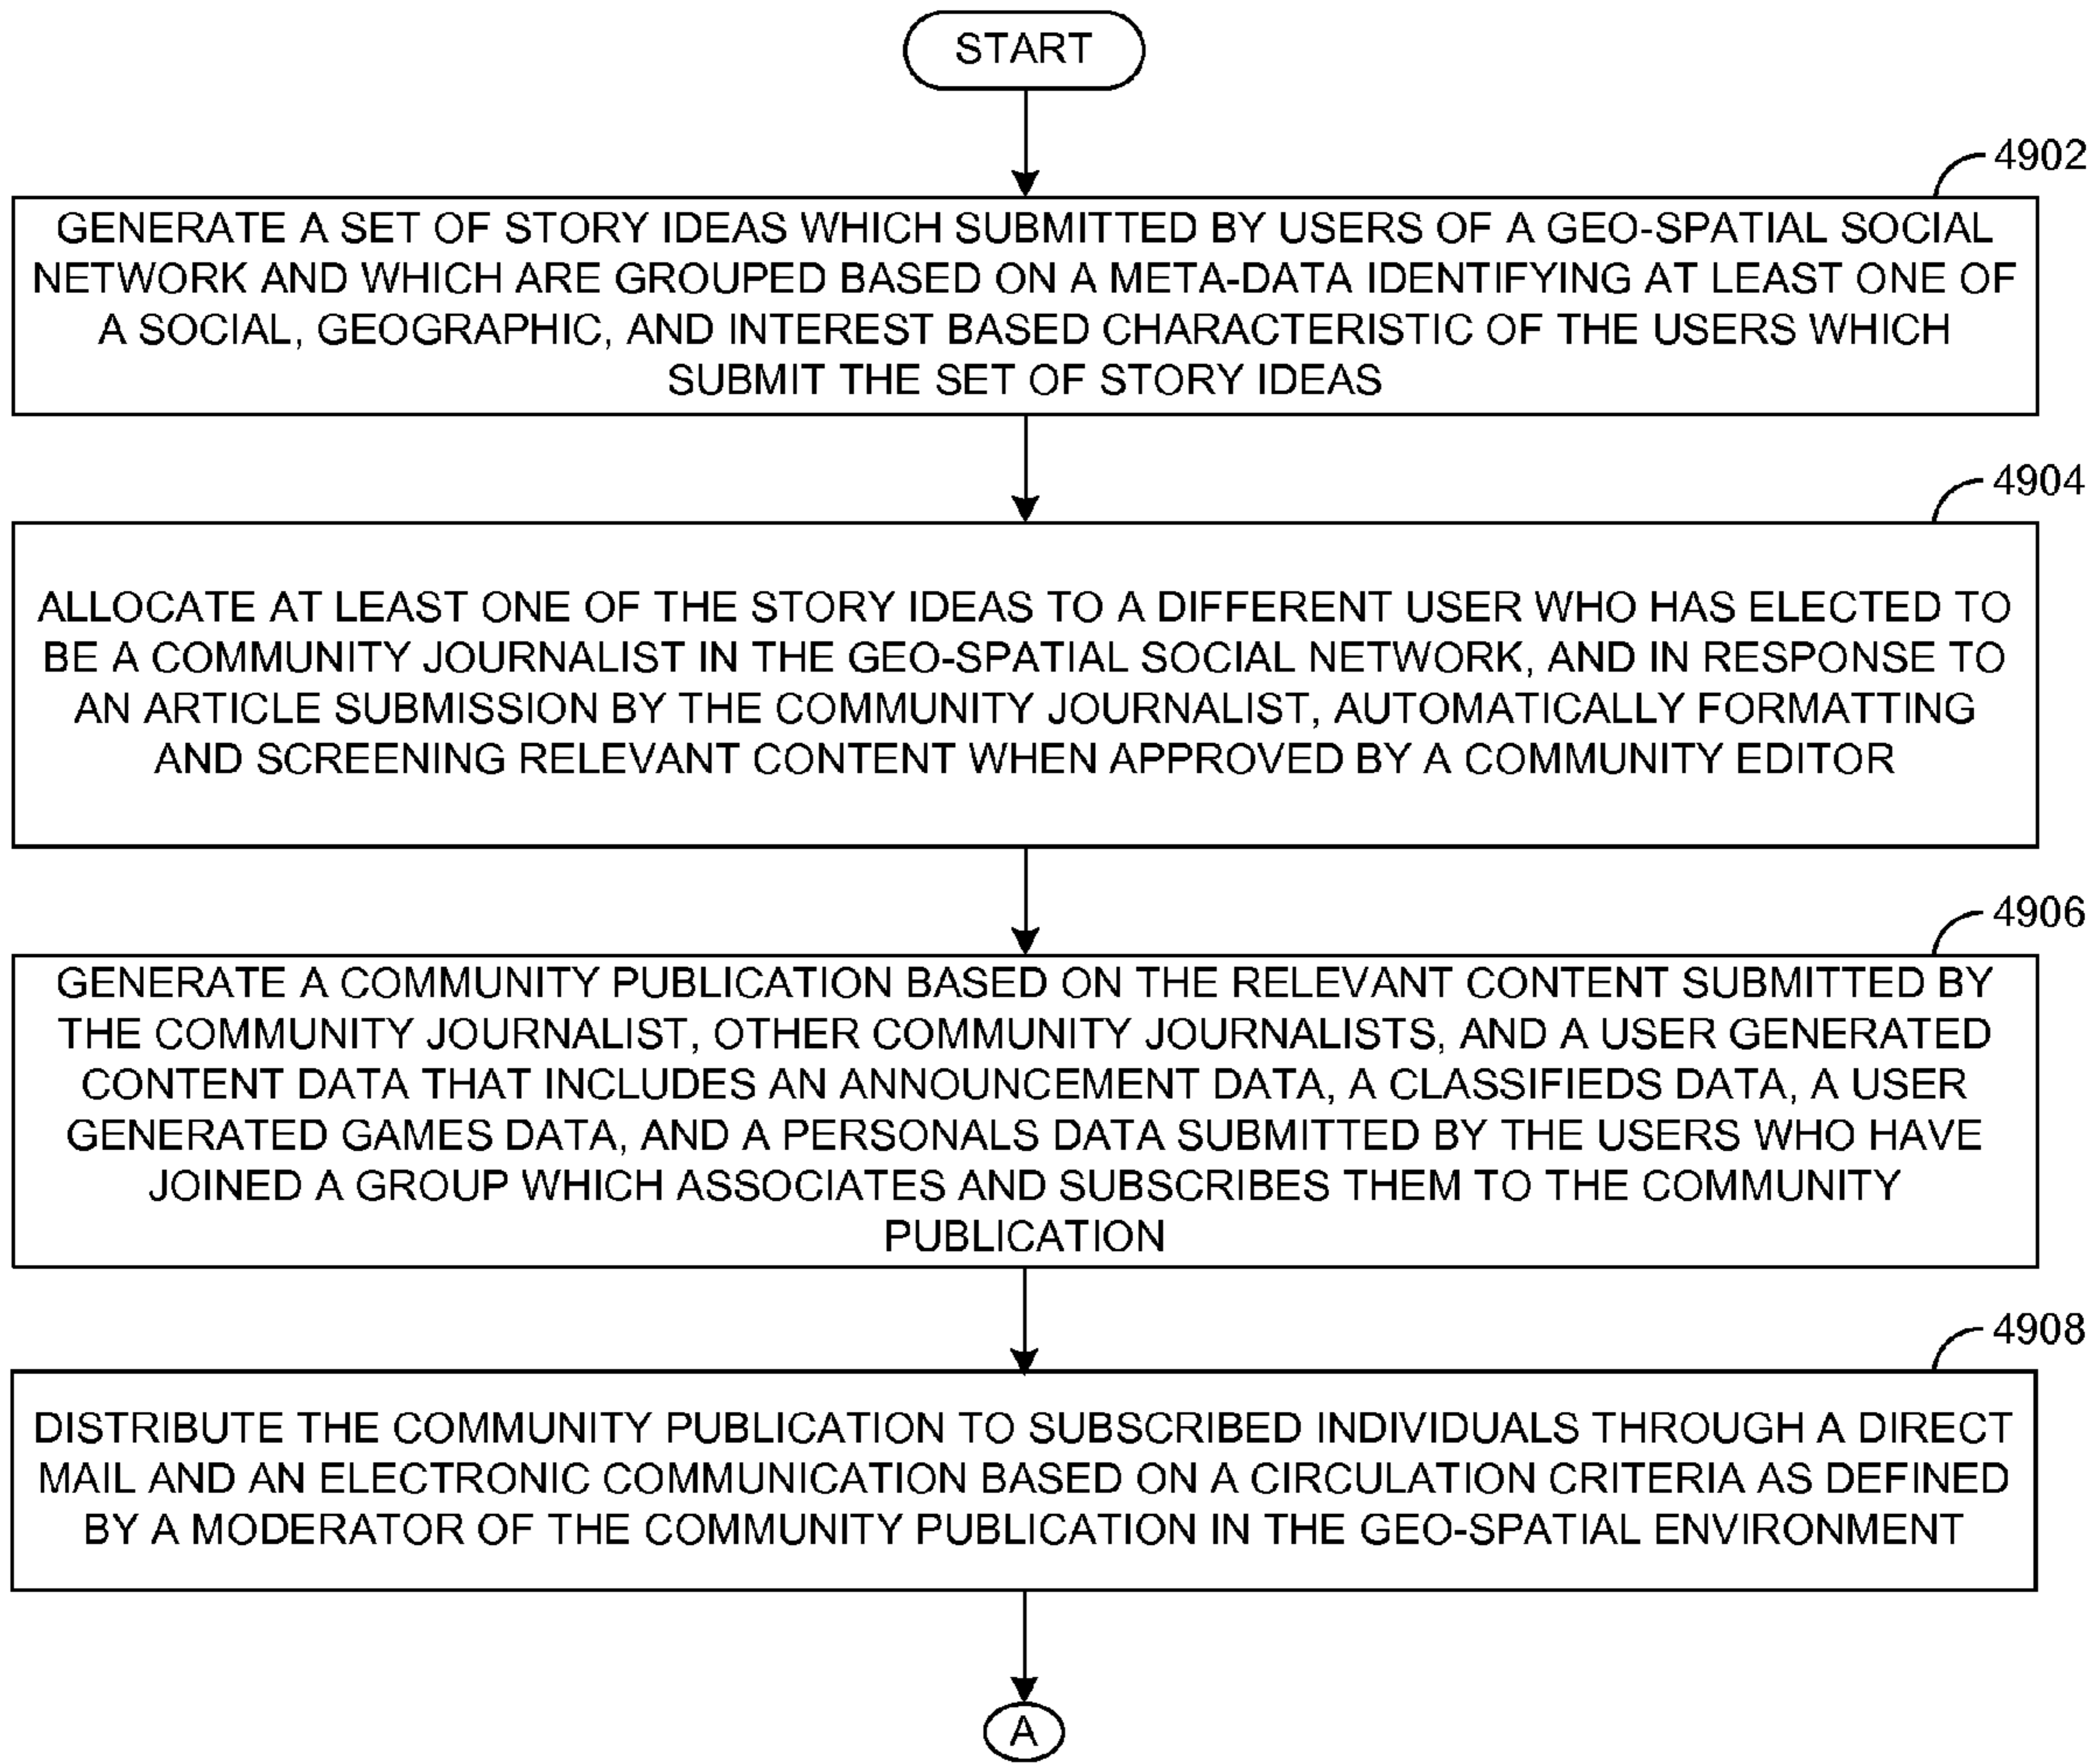 START
4902
GENERATE A SET OF STORY IDEAS WHICH SUBMITTED BY USERS OF A GEO-SPATIAL SOCIAL
NETWORK AND WHICH ARE GROUPED BASED ON A META-DATA IDENTIFYING AT LEAST ONE OF
A SOCIAL, GEOGRAPHIC, AND INTEREST BASED CHARACTERISTIC OF THE USERS WHICH
SUBMIT THE SET OF STORY IDEAS
4904
ALLOCATE AT LEAST ONE OF THE STORY IDEAS TO A DIFFERENT USER WHO HAS ELECTED TO
BE A COMMUNITY JOURNALIST IN THE GEO-SPATIAL SOCIAL NETWORK, AND IN RESPONSE TO
AN ARTICLE SUBMISSION BY THE COMMUNITY JOURNALIST, AUTOMATICALLY FORMATTING
AND SCREENING RELEVANT CONTENT WHEN APPROVED BY A COMMUNITY EDITOR
4906
GENERATE A COMMUNITY PUBLICATION BASED ON THE RELEVANT CONTENT SUBMITTED BY
THE COMMUNITY JOURNALIST, OTHER COMMUNITY JOURNALISTS, AND A USER GENERATED
CONTENT DATA THAT INCLUDES AN ANNOUNCEMENT DATA, A CLASSIFIEDS DATA, A USER
GENERATED GAMES DATA, AND A PERSONALS DATA SUBMITTED BY THE USERS WHO HAVE
JOINED A GROUP WHICH ASSOCIATES AND SUBSCRIBES THEM TO THE COMMUNITY
PUBLICATION
4908
DISTRIBUTE THE COMMUNITY PUBLICATION TO SUBSCRIBED INDIVIDUALS THROUGH A DIRECT
MAIL AND AN ELECTRONIC COMMUNICATION BASED ON A CIRCULATION CRITERIA AS DEFINED
BY A MODERATOR OF THE COMMUNITY PUBLICATION IN THE GEO-SPATIAL ENVIRONMENT
A